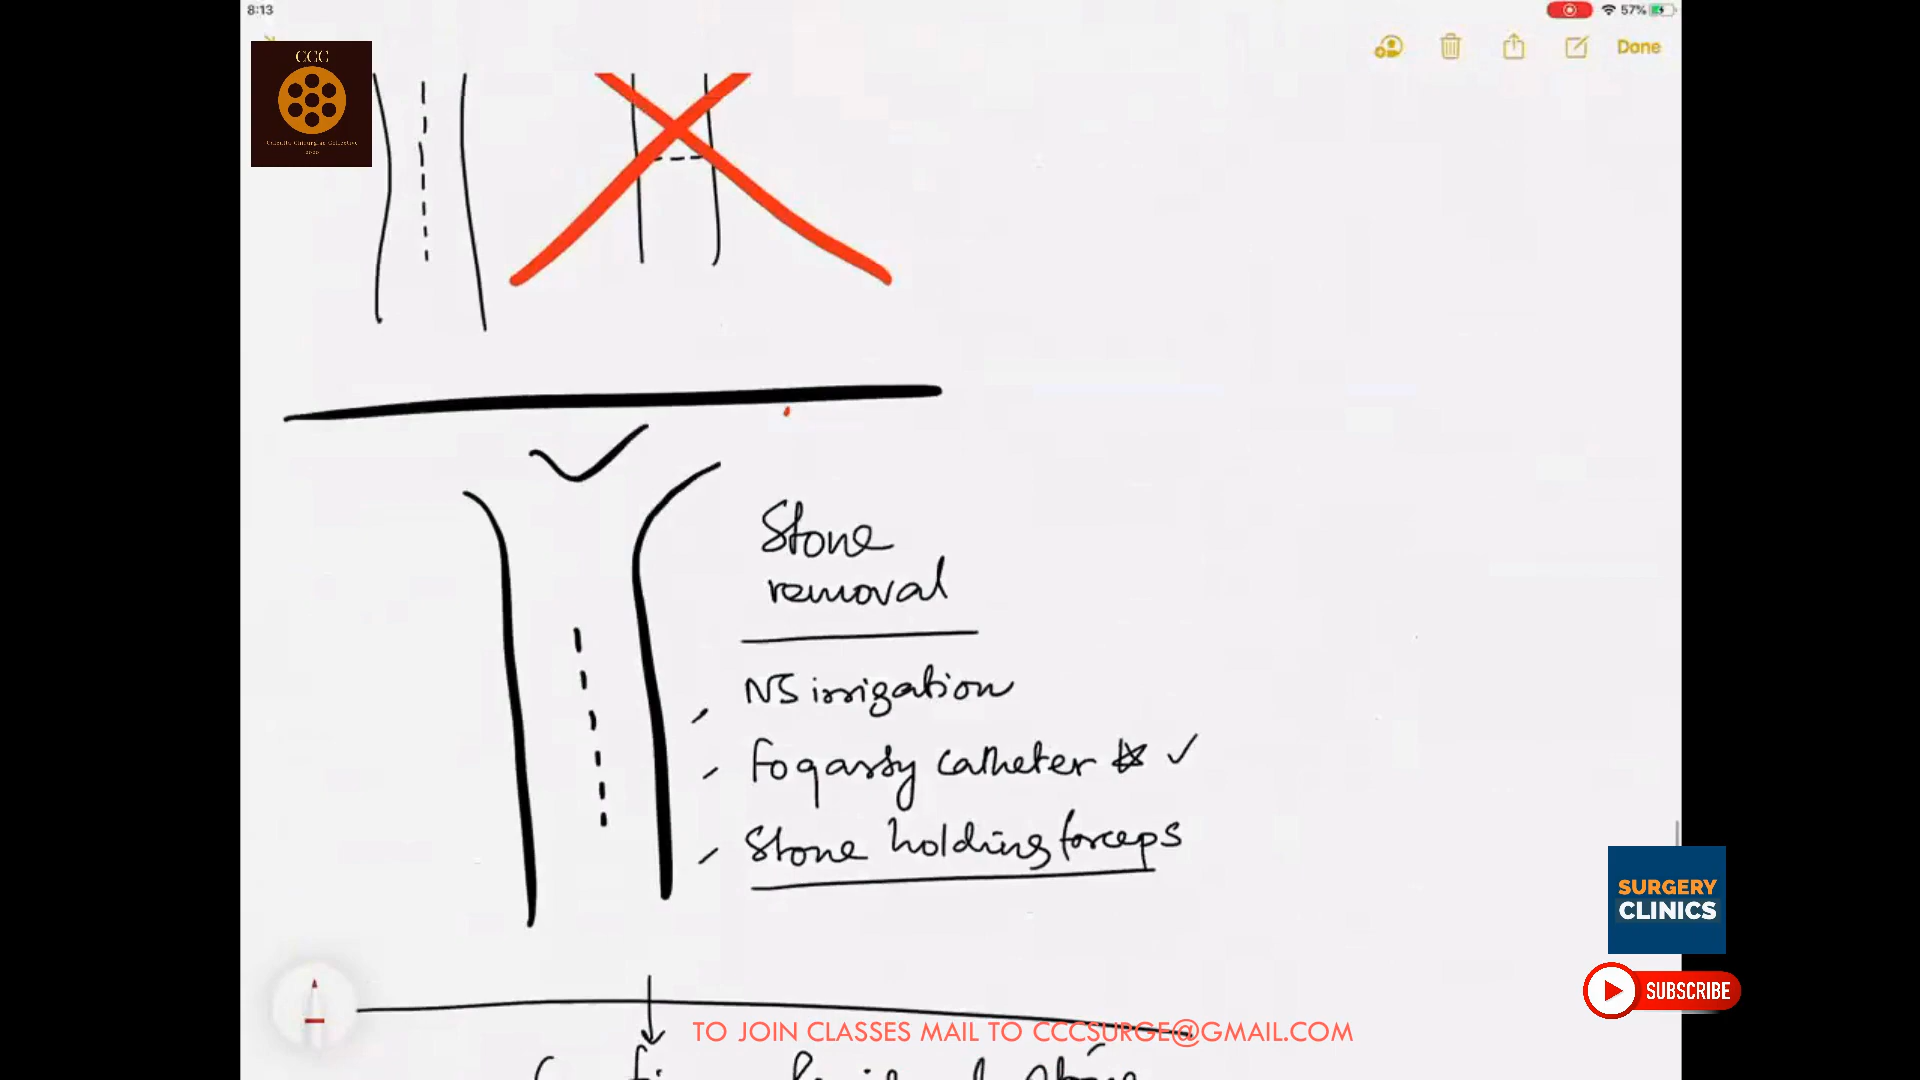 8:13
57%
Done
CCC
2020
Stone
removal
NS irrigation
Fogarty catheter
Stone holding forceps
SURGERY
CLINICS
SUBSCRIBE
TO JOIN CLASSES MAIL TO CCCSURGE@GMAIL.COM